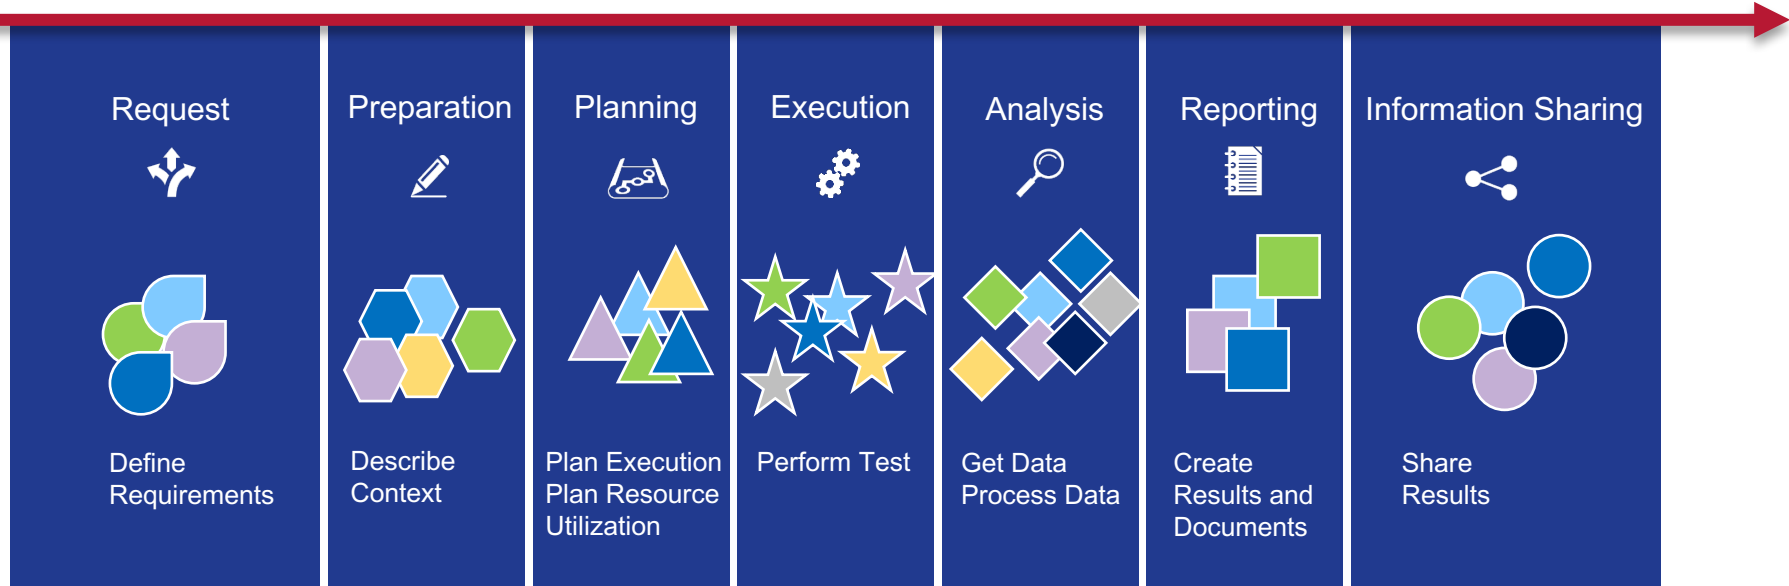 Request
Preparation
Planning
Execution
Analysis
Reporting
Information Sharing
Define
Requirements
Describe
Context
Plan Execution
Plan Resource
Utilization
Perform Test
Get Data
Process Data
Create
Results and
Documents
Share
Results